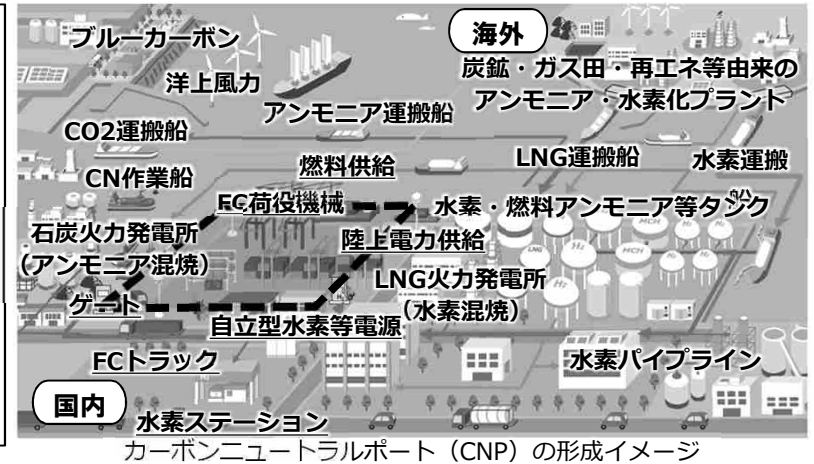 ブルーカーボン
海外
洋上風力
炭鉱・ガス田・再エネ等由来の
アンモニア・水素化プラント
アンモニア運搬船
CO2運搬船
燃料供給
LNG運搬船
水素運搬
船
CN作業船
FC荷役機械
水素・燃料アンモニア等タンク
石炭火力発電所
(アンモニア混焼)
陸上電力供給
LNG
H₂
MCH
H₂
MCH
H₂
H₂
LNG火力発電所
(水素混焼)
ゲート
自立型水素等電源
FCトラック
水素パイプライン
国内
水素ステーション
カーボンニュートラルポート（CNP）の形成イメージ